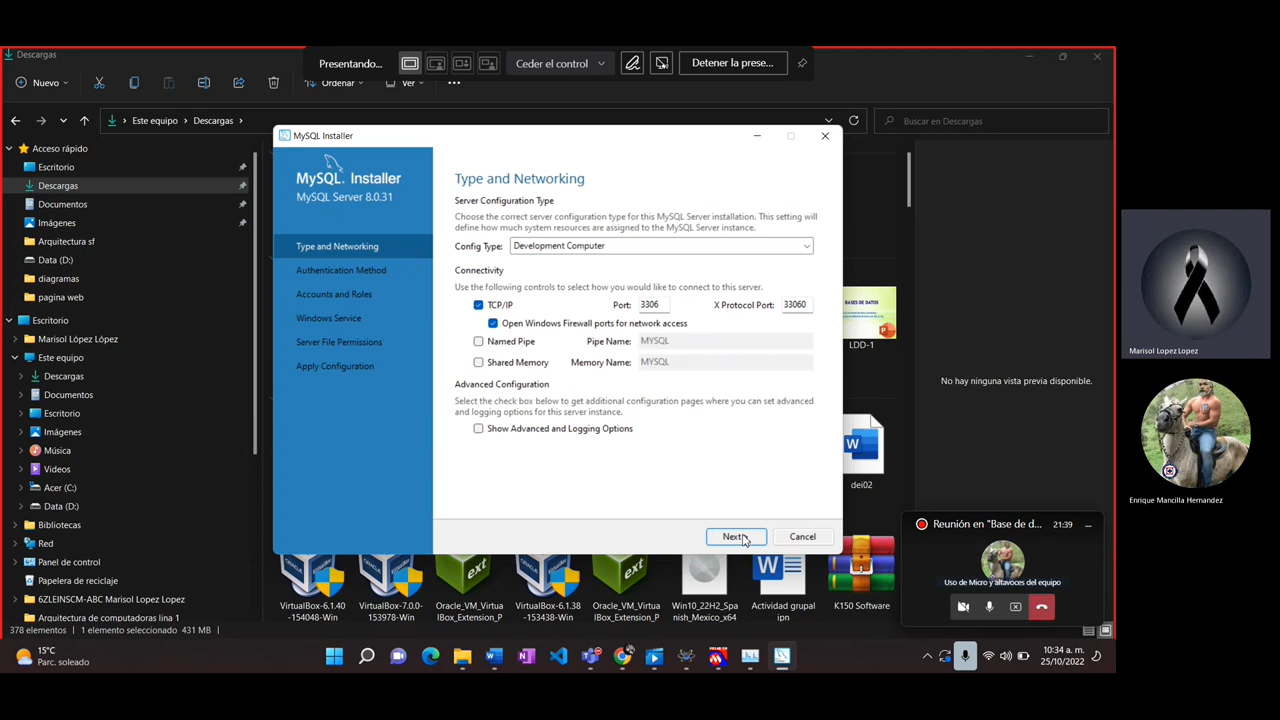 Descargas
Presentando...
Ceder el control
Detener la prese...
Nuevo
Ordenar
Ver
Este equipo
Descargas
Buscar en Descargas
Acceso rápido
Escritorio
Descargas
Documentos
Imágenes
Arquitectura sf
Data (D:)
diagramas
pagina web
Escritorio
Marisol López López
Este equipo
Descargas
Documentos
Escritorio
Imágenes
Música
Videos
Acer (C:)
Data (D:)
Bibliotecas
Red
Panel de control
Papelera de reciclaje
6ZLEINSCM-ABC Marisol Lopez Lopez
Arquitectura de computadoras lina 1
378 elementos
1 elemento seleccionado 431 MB
MySQL Installer
MySQL. Installer
MySQL Server 8.0.31
Type and Networking
Authentication Method
Accounts and Roles
Windows Service
Server File Permissions
Apply Configuration
Type and Networking
Server Configuration Type
Choose the correct server configuration type for this MySQL Server installation. This setting will
define how much system resources are assigned to the MySQL Server instance.
Config Type: Development Computer
Connectivity
Use the following controls to select how you would like to connect to this server.
TCP/IP Port: 3306 X Protocol Port: 33060
Open Windows Firewall ports for network access
Named Pipe Pipe Name: MYSQL
Shared Memory Memory Name: MYSQL
Advanced Configuration
Select the check box below to get additional configuration pages where you can set advanced
and logging options for this server instance.
Show Advanced and Logging Options
Next
Cancel
BASES DE DATOS
LDD-1
dei02
No hay ninguna vista previa disponible.
ext
ext
VirtualBox-6.1.40
-154048-Win
VirtualBox-7.0.0-
153978-Win
Oracle_VM_Virtua
lBox_Extension_P
VirtualBox-6.1.38
-153438-Win
Oracle_VM_Virtua
lBox_Extension_P
Win10_22H2_Spa
nish_Mexico_x64
Actividad grupal
ipn
K150 Software
Reunión en "Base de d...
21:39
Uso de Micro y altavoces del equipo
Marisol Lopez Lopez
Enrique Mancilla Hernandez
15°C
Parc. soleado
10:34 a. m.
25/10/2022